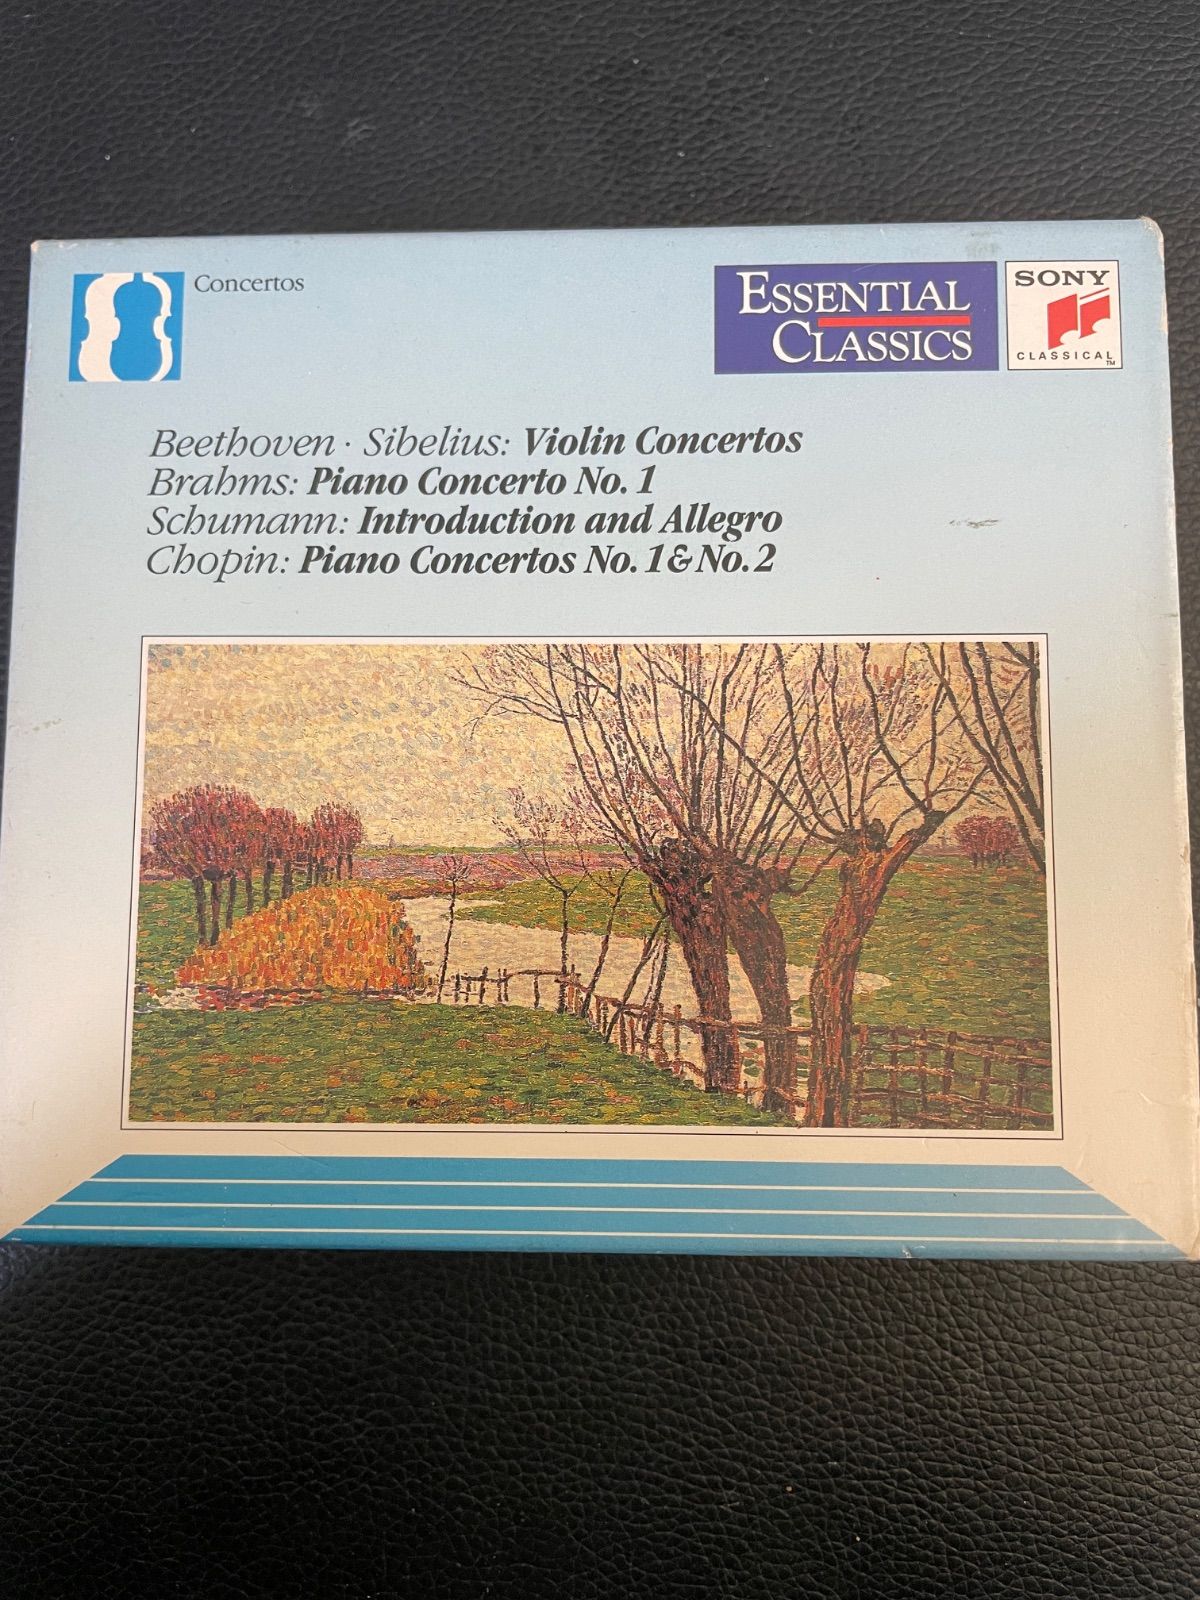 Concertos
ESSENTIAL
CLASSICS
SONY
CLASSICAL™
Beethoven · Sibelius: Violin Concertos
Brahms: Piano Concerto No. 1
Schumann: Introduction and Allegro
Chopin: Piano Concertos No. 1 & No. 2